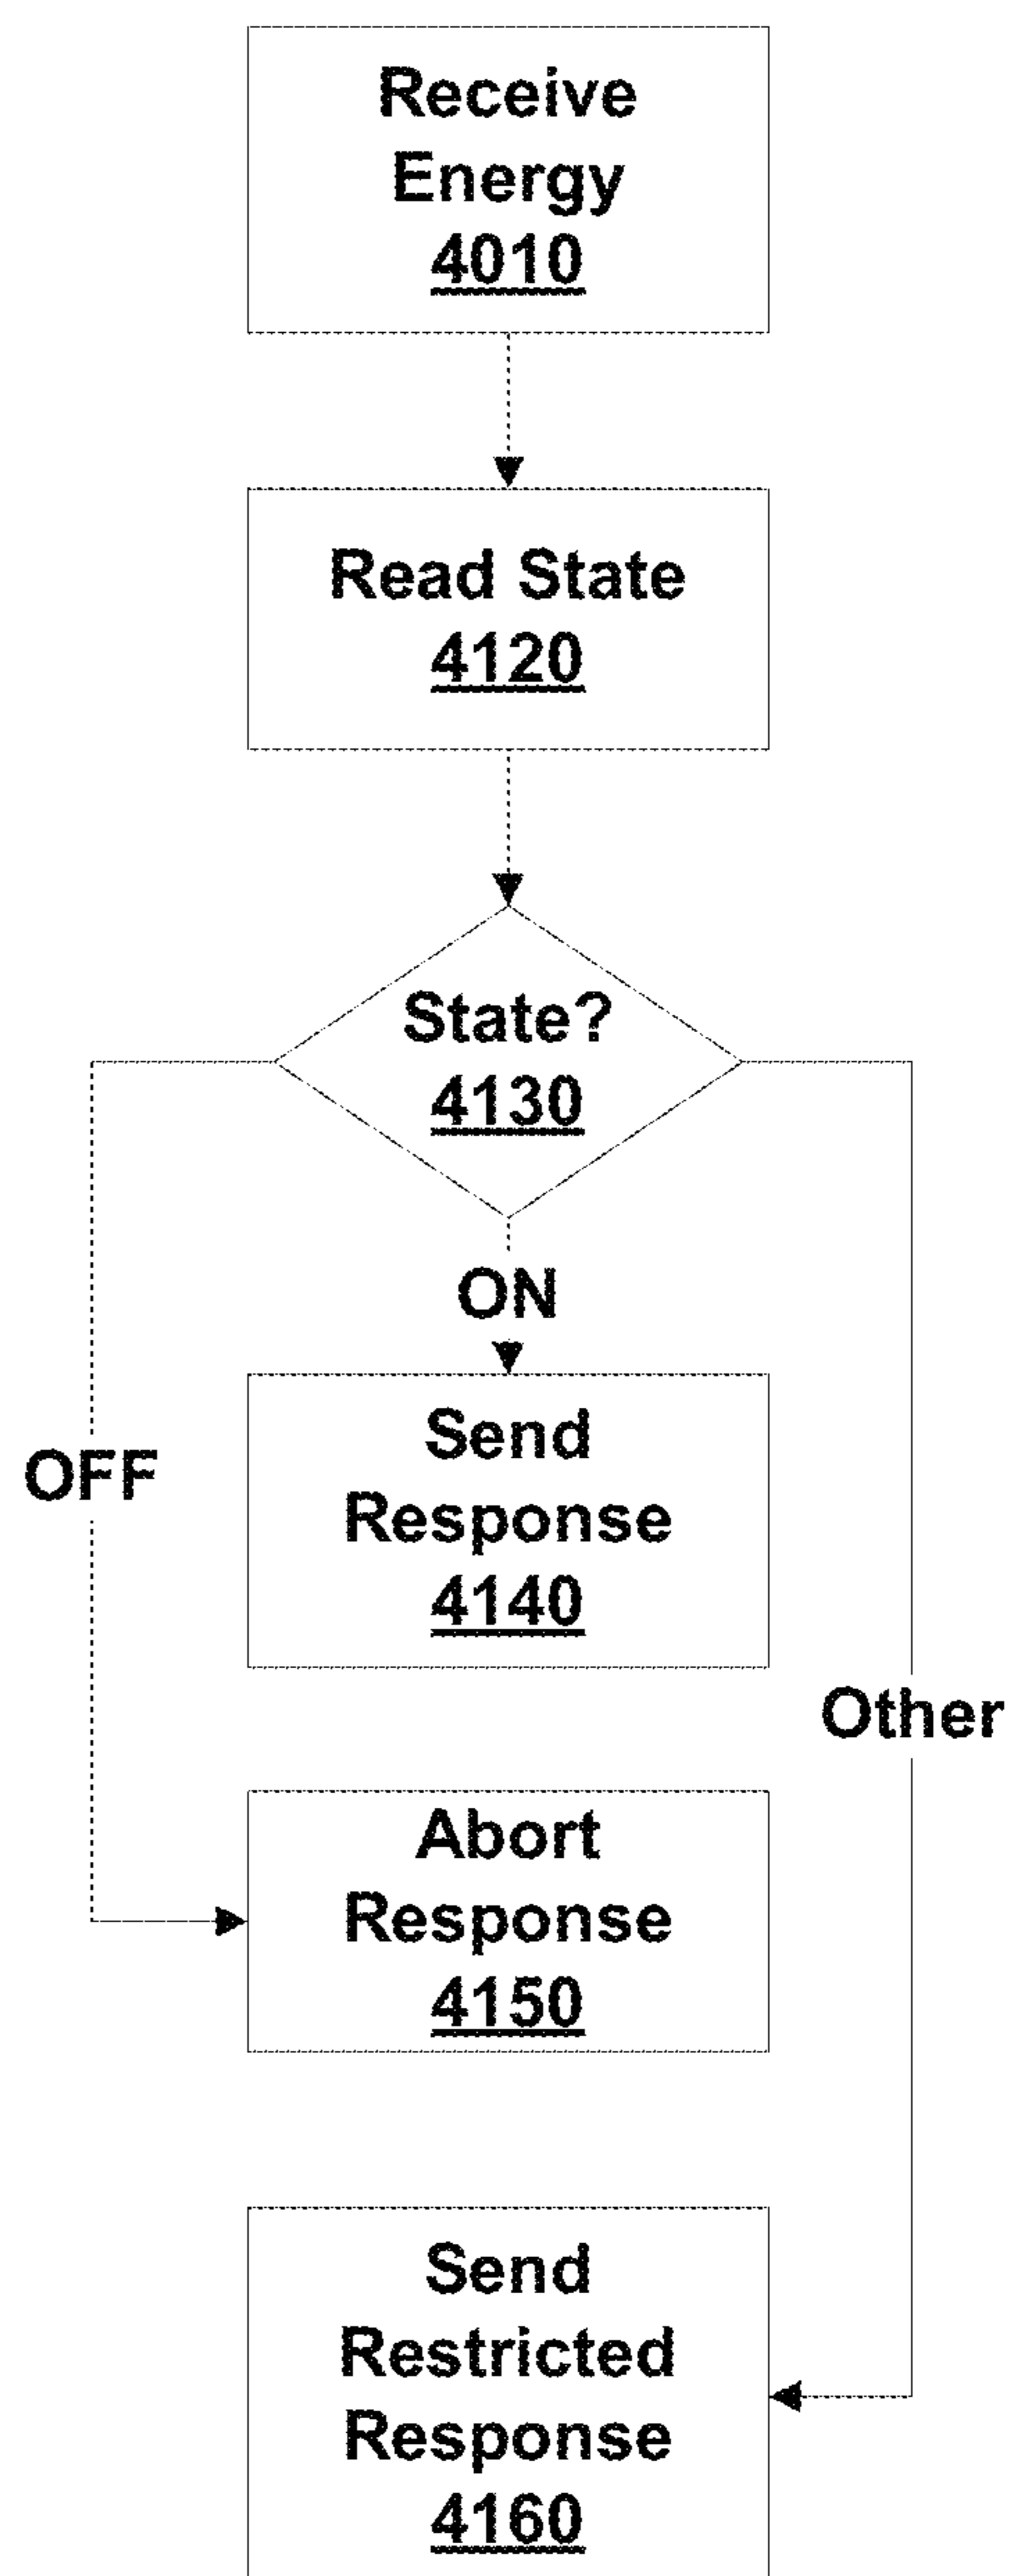 Receive
Energy
4010
Read State
4120
State?
4130
ON
Send
Response
4140
OFF
Other
Abort
Response
4150
Send
Restricted
Response
4160